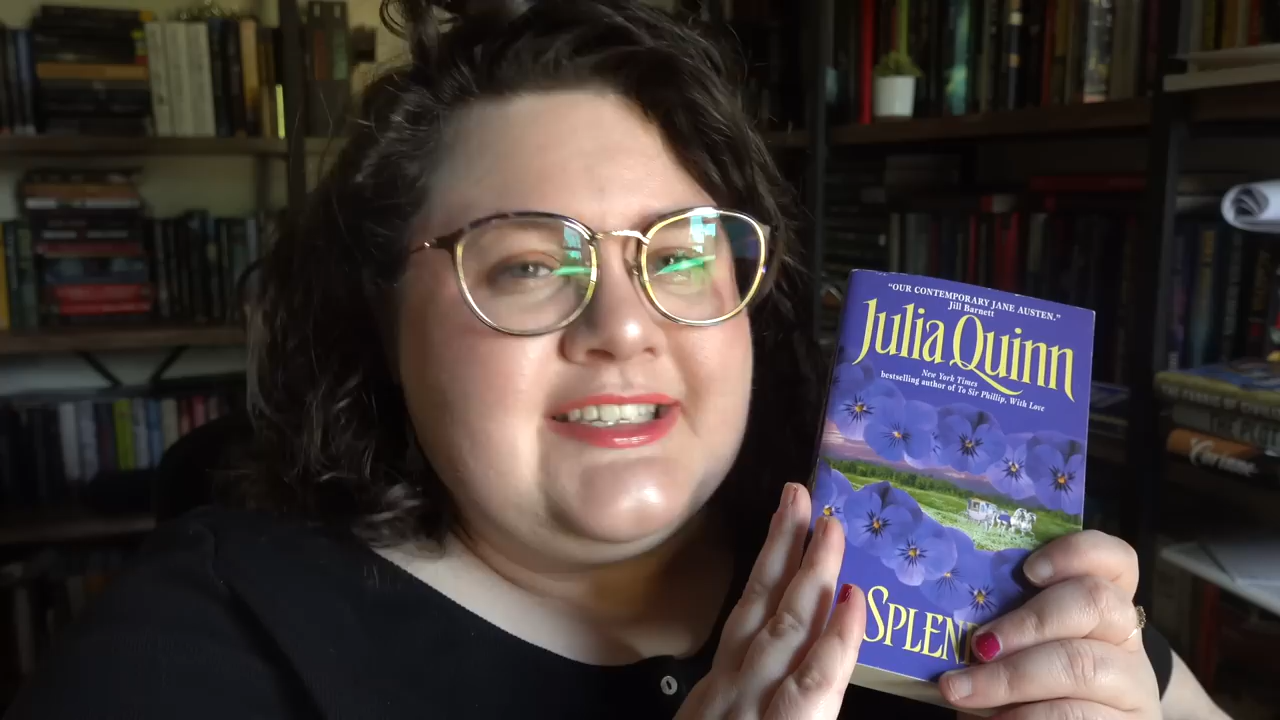 "OUR CONTEMPORARY JANE AUSTEN."
Jill Barnett
Julia Quinn
New York Times
bestselling author of To Sir Phillip, With Love
SPLEN